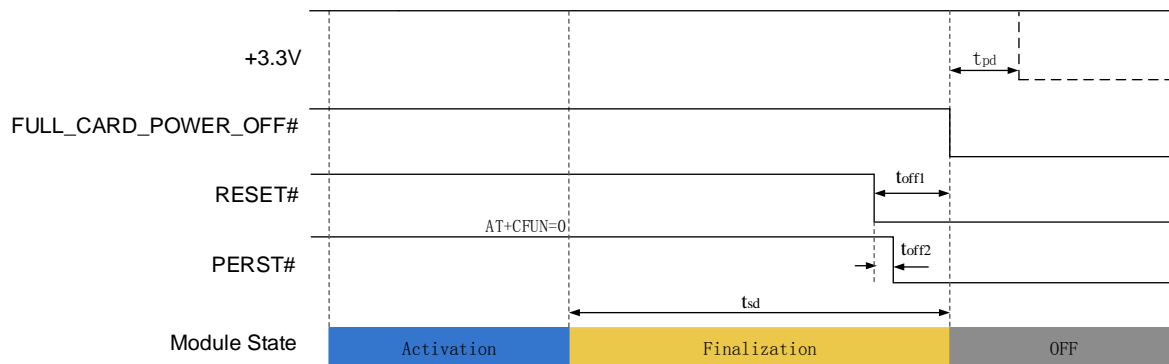 +3.3V
tpd
FULL_CARD_POWER_OFF#
RESET#
toff1
AT+CFUN=0
PERST#
toff2
tsd
Module State
Activation
Finalization
OFF